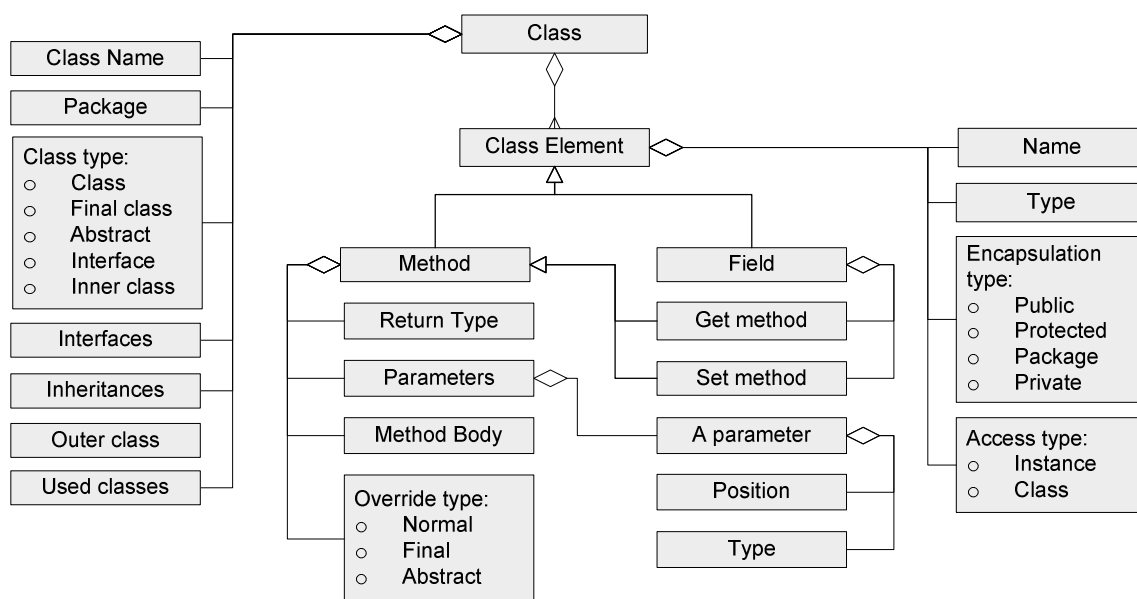 Class
Class Name
Package
Class type:
○ Class
○ Final class
○ Abstract
○ Interface
○ Inner class
Interfaces
Inheritances
Outer class
Used classes
Class Element
Method
Return Type
Parameters
Method Body
Override type:
○ Normal
○ Final
○ Abstract
Field
Get method
Set method
A parameter
Position
Type
Name
Type
Encapsulation
type:
○ Public
○ Protected
○ Package
○ Private
Access type:
○ Instance
○ Class